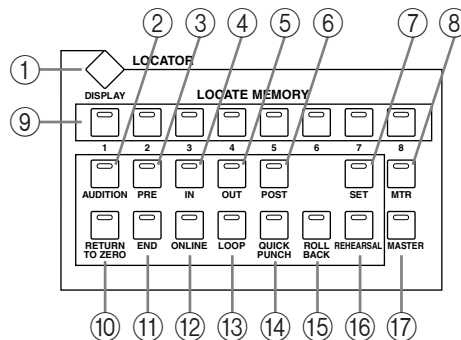 ② ③ ④ ⑤ ⑥ ⑦ ⑧
① LOCATOR
DISPLAY LOCATE MEMORY
⑨
1 2 3 4 5 6 7 8
AUDITION PRE IN OUT POST SET MTR
RETURN TO ZERO END ONLINE LOOP QUICK PUNCH ROLL BACK REHEARSAL MASTER
⑩ ⑪ ⑫ ⑬ ⑭ ⑮ ⑯ ⑰